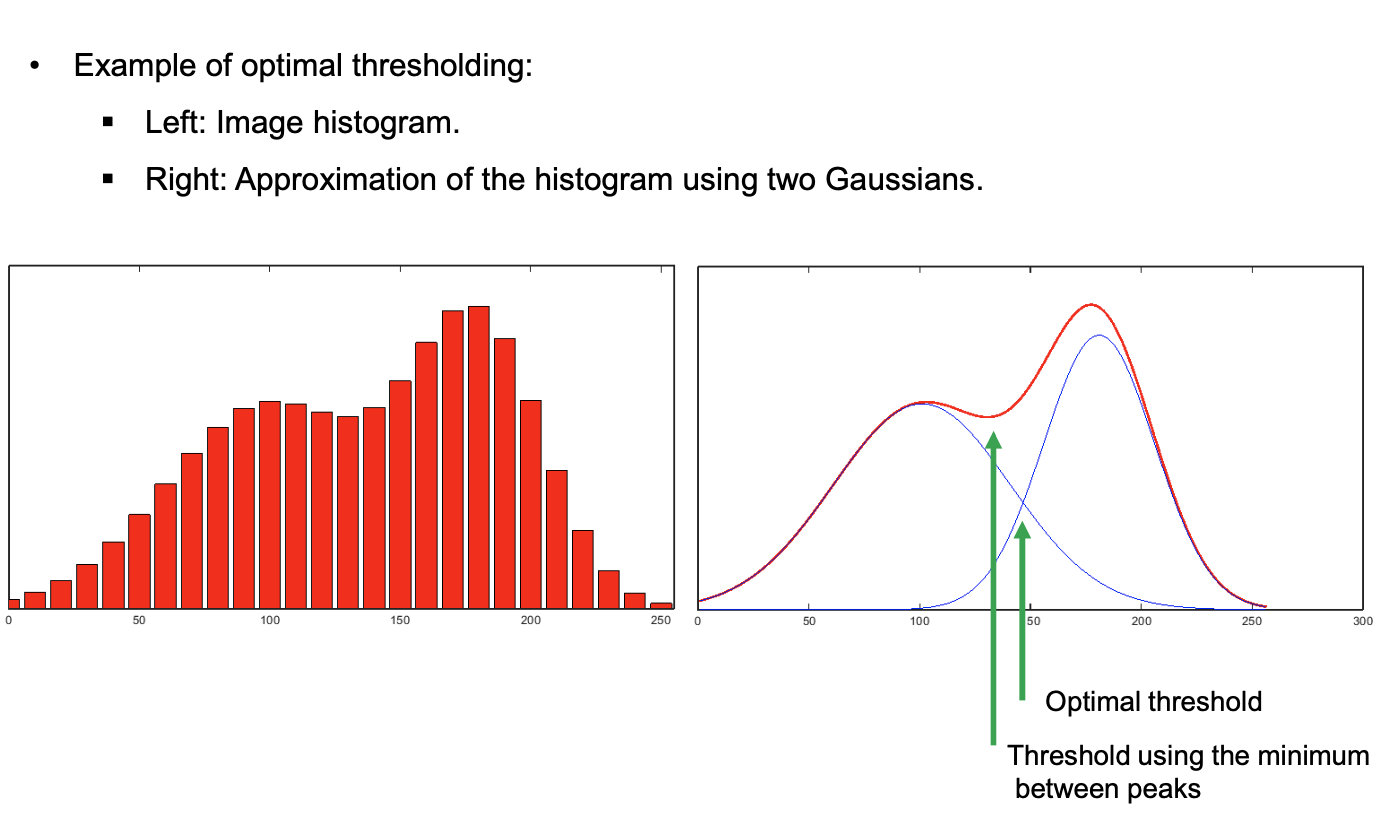 • Example of optimal thresholding:
▪ Left: Image histogram.
▪ Right: Approximation of the histogram using two Gaussians.
0 50 100 150 200 250
0 50 100 50 200 250 300
Optimal threshold
Threshold using the minimum
between peaks